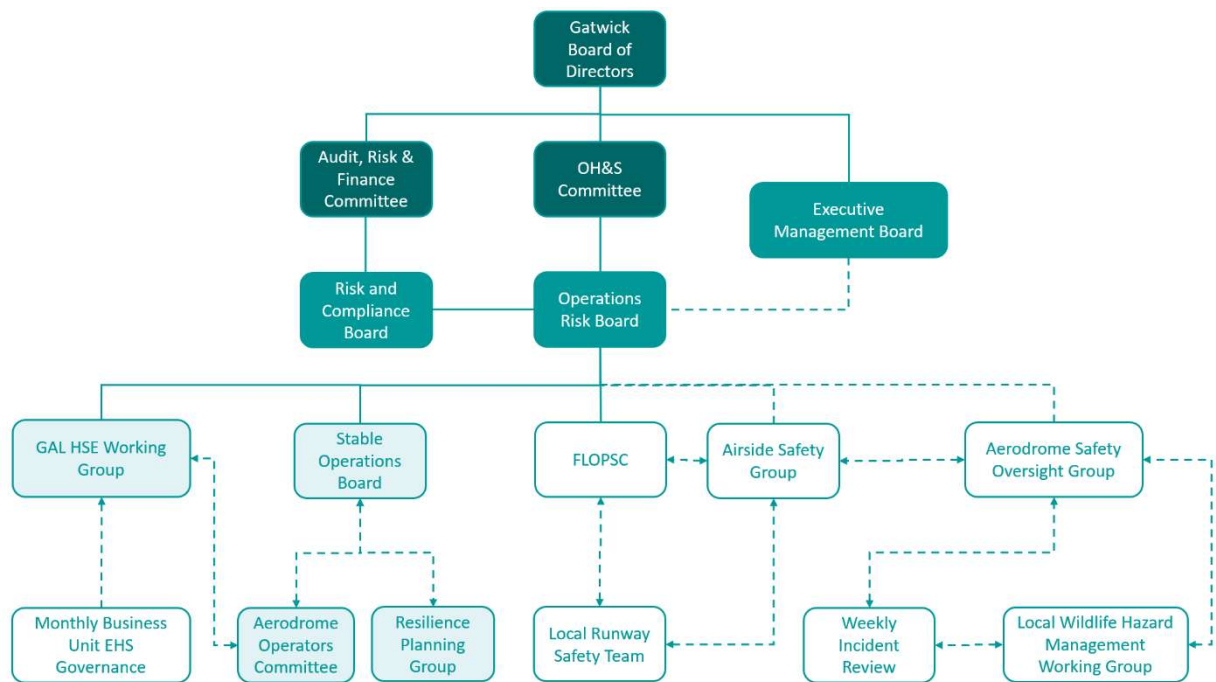 Gatwick
Board of
Directors
Audit, Risk &
Finance
Committee
OH&S
Committee
Executive
Management Board
Risk and
Compliance
Board
Operations
Risk Board
GAL HSE Working
Group
Stable
Operations
Board
FLOPSC
Airside Safety
Group
Aerodrome Safety
Oversight Group
Monthly Business
Unit EHS
Governance
Aerodrome
Operators
Committee
Resilience
Planning
Group
Local Runway
Safety Team
Weekly
Incident
Review
Local Wildlife Hazard
Management
Working Group